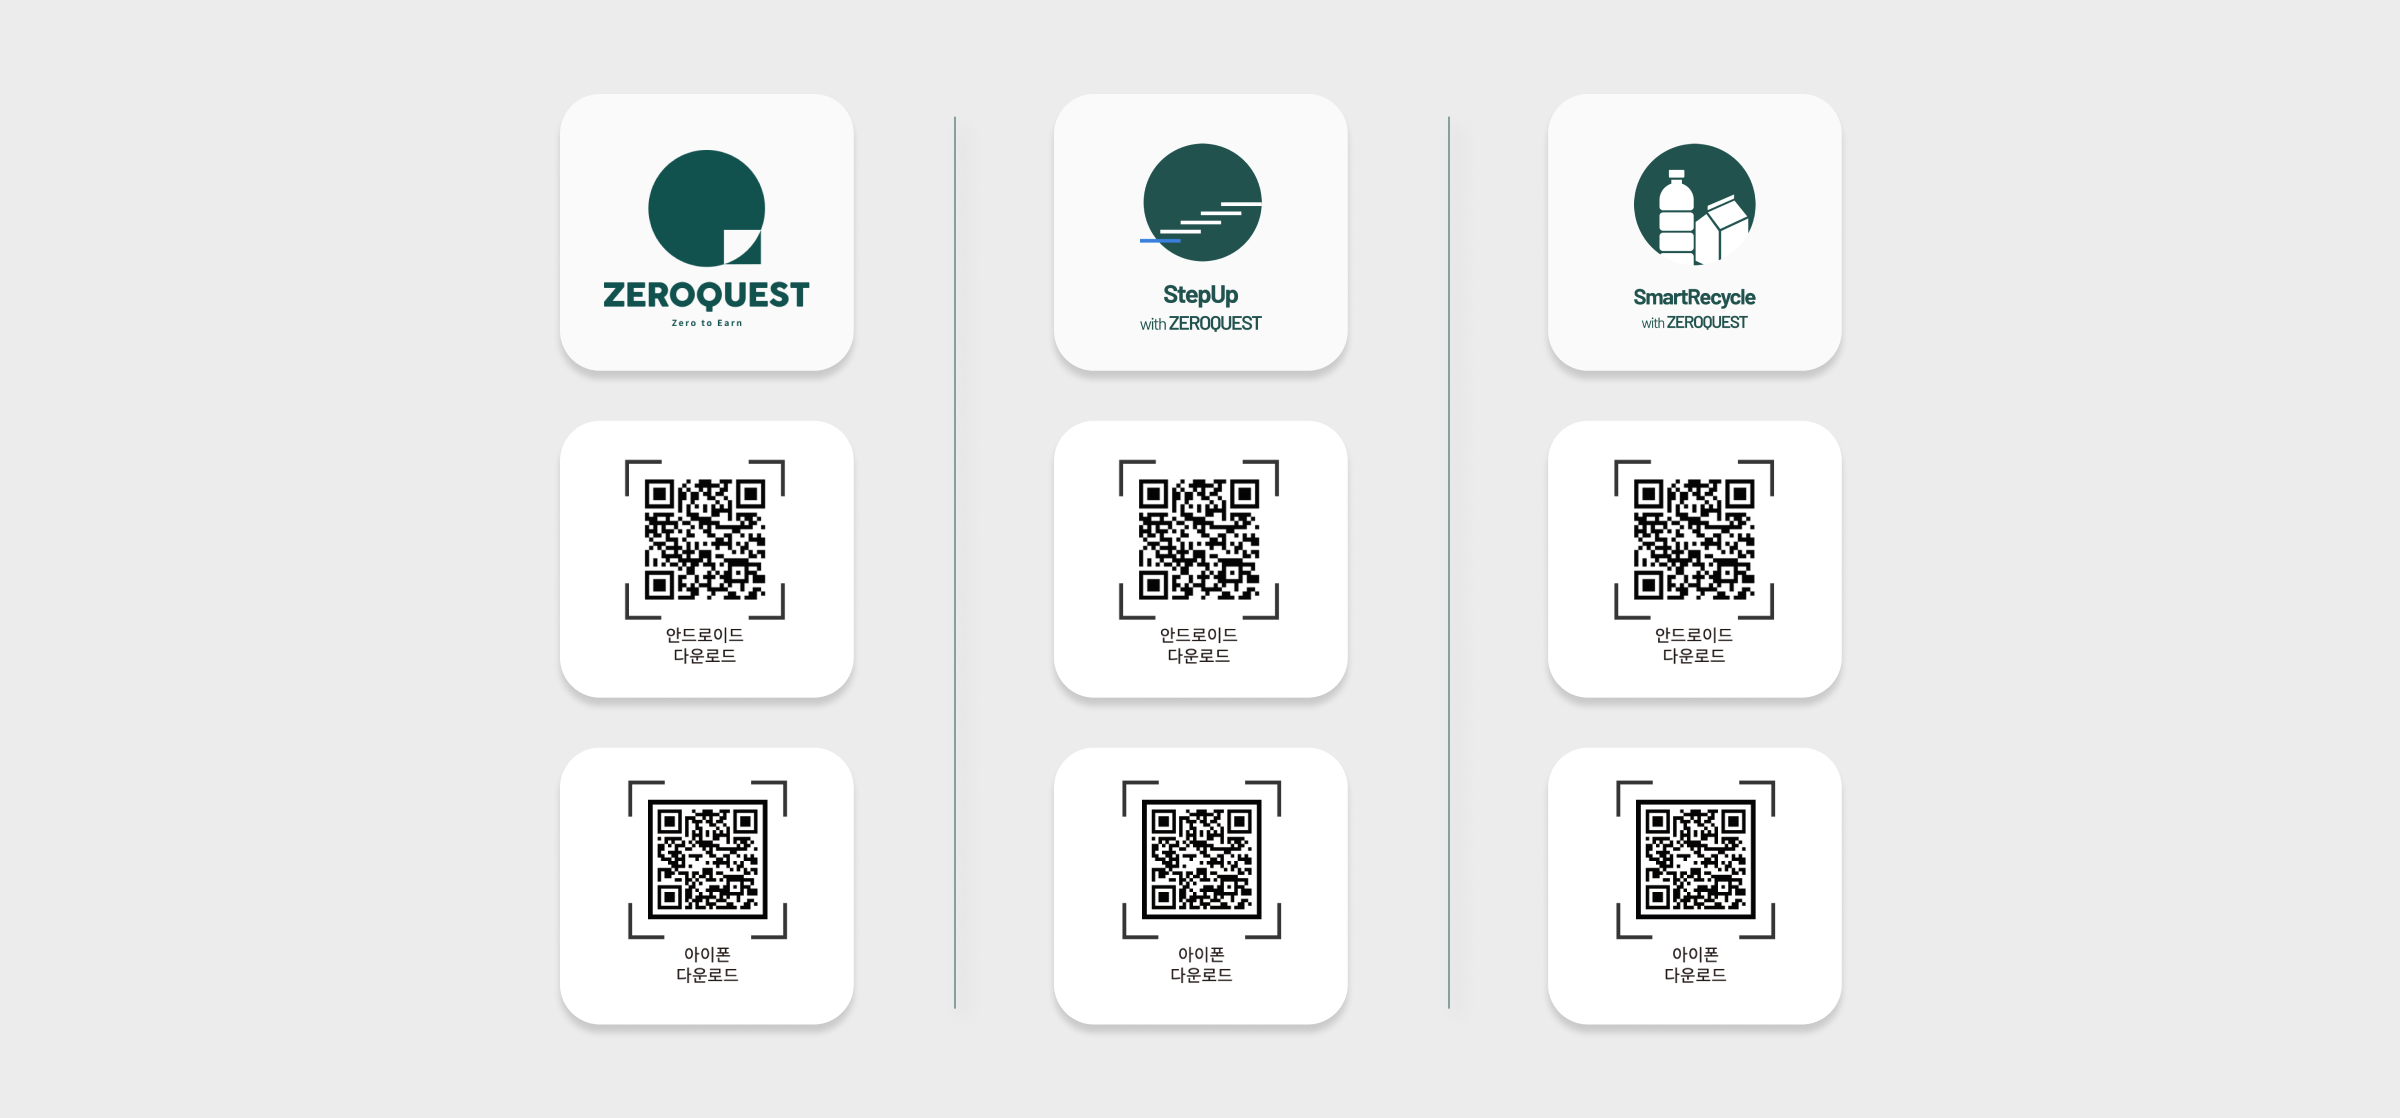 ZEROQUEST
Zero to Earn
StepUp
with ZEROQUEST
SmartRecycle
with ZEROQUEST
안드로이드
다운로드
안드로이드
다운로드
안드로이드
다운로드
아이폰
다운로드
아이폰
다운로드
아이폰
다운로드